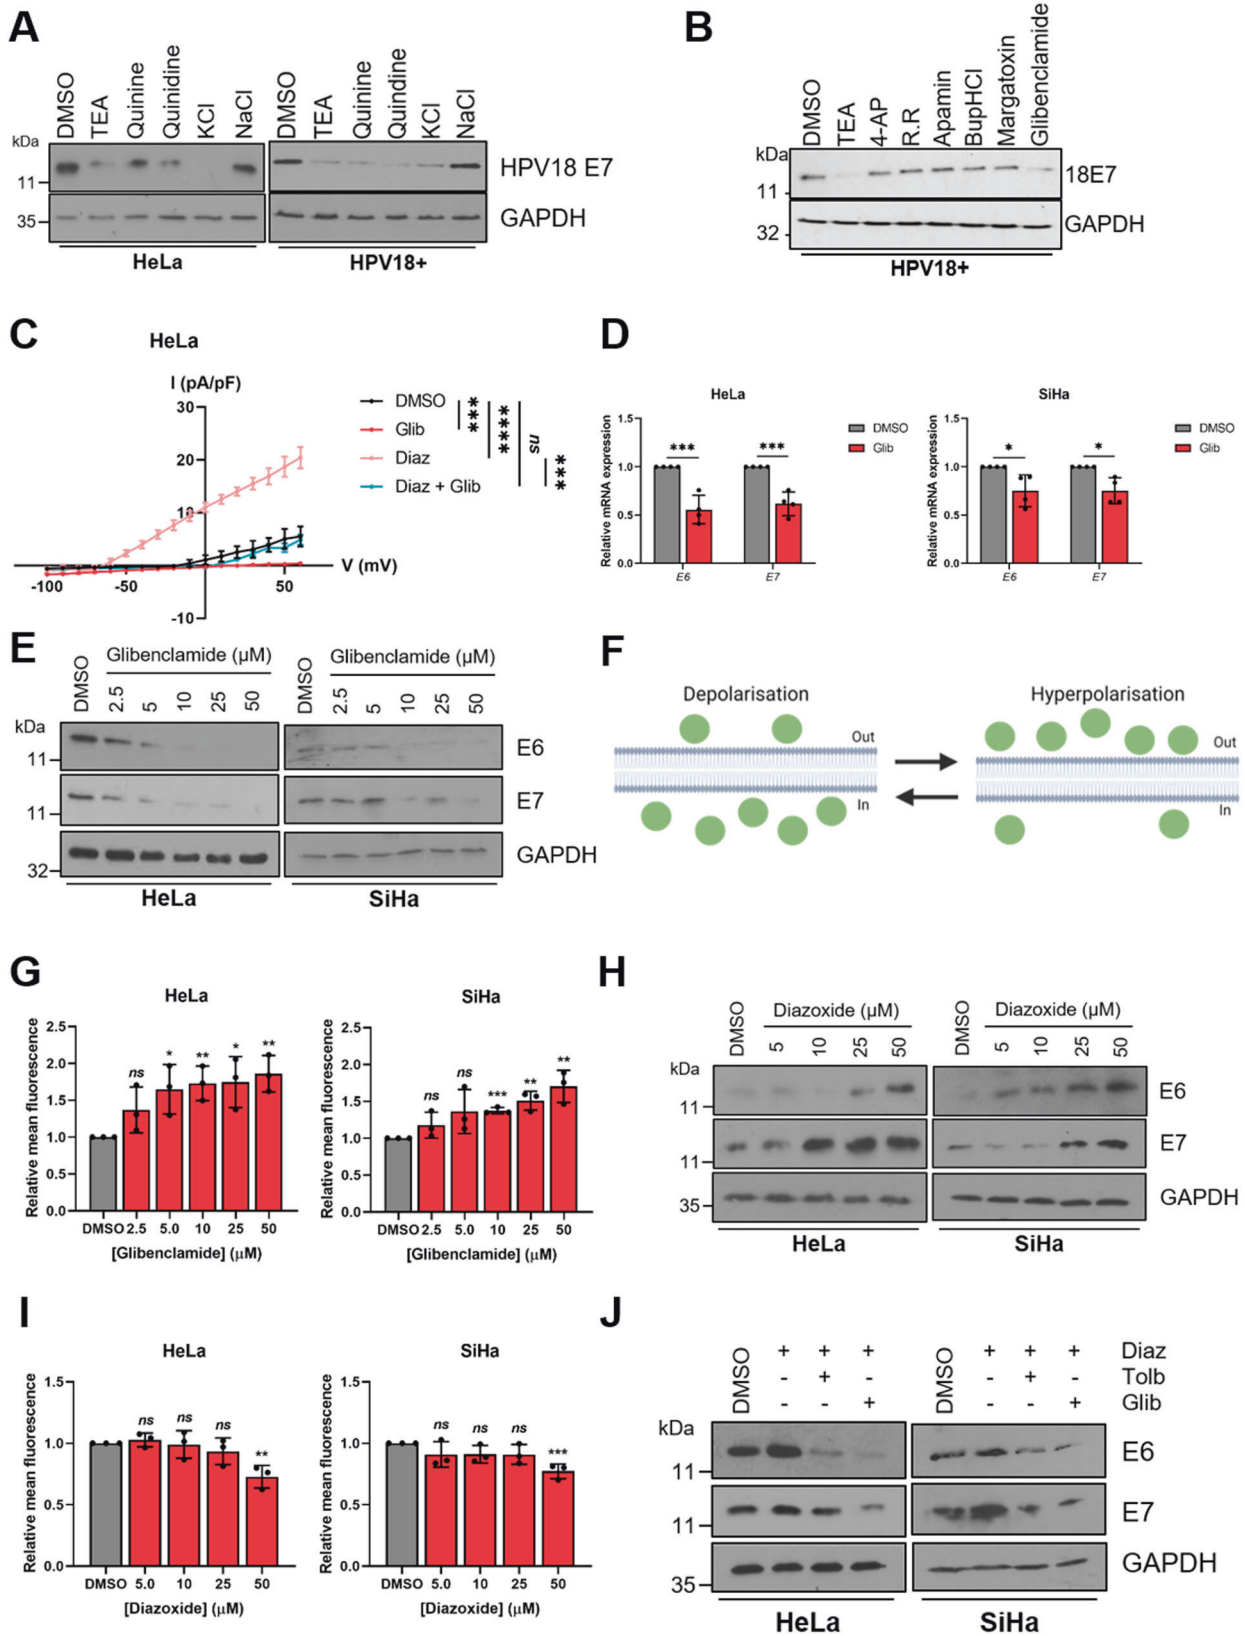 A
DMSO
TEA
Quinine
Quinidine
KCl
NaCl
DMSO
TEA
Quinine
Quindine
KCl
NaCl
kDa
11
35
HPV18 E7
GAPDH
HeLa
HPV18+
B
DMSO
TEA
4-AP
R.R
Apamin
BupHCl
Margatoxin
Glibenclamide
kDa
11
32
18E7
GAPDH
HPV18+
C
HeLa
I (pA/pF)
30
20
10
-10
-100
-50
50
V (mV)
DMSO
Glib
Diaz
Diaz + Glib
***
****
ns
***
D
HeLa
Relative mRNA expression
1.5
1.0
0.5
0.0
***
***
E6
E7
DMSO
Glib
SiHa
Relative mRNA expression
1.5
1.0
0.5
0.0
*
*
E6
E7
DMSO
Glib
E
DMSO
Glibenclamide (μM)
2.5
5
10
25
50
DMSO
Glibenclamide (μM)
2.5
5
10
25
50
kDa
11
11
32
E6
E7
GAPDH
HeLa
SiHa
F
Depolarisation
Out
In
Hyperpolarisation
Out
In
G
HeLa
Relative mean fluorescence
2.5
2.0
1.5
1.0
0.5
0.0
ns
*
**
*
**
DMSO 2.5 5.0 10 25 50
[Glibenclamide] (μM)
SiHa
Relative mean fluorescence
2.5
2.0
1.5
1.0
0.5
0.0
ns
ns
***
**
**
DMSO 2.5 5.0 10 25 50
[Glibenclamide] (μM)
H
DMSO
Diazoxide (μM)
5
10
25
50
DMSO
Diazoxide (μM)
5
10
25
50
kDa
11
11
35
E6
E7
GAPDH
HeLa
SiHa
I
HeLa
Relative mean fluorescence
1.5
1.0
0.5
0.0
ns
ns
ns
**
DMSO 5.0 10 25 50
[Diazoxide] (μM)
SiHa
Relative mean fluorescence
1.5
1.0
0.5
0.0
ns
ns
ns
***
DMSO 5.0 10 25 50
[Diazoxide] (μM)
J
DMSO
+ + +
- + -
- - +
DMSO
+ + +
- + -
- - +
Diaz
Tolb
Glib
kDa
11
11
35
E6
E7
GAPDH
HeLa
SiHa